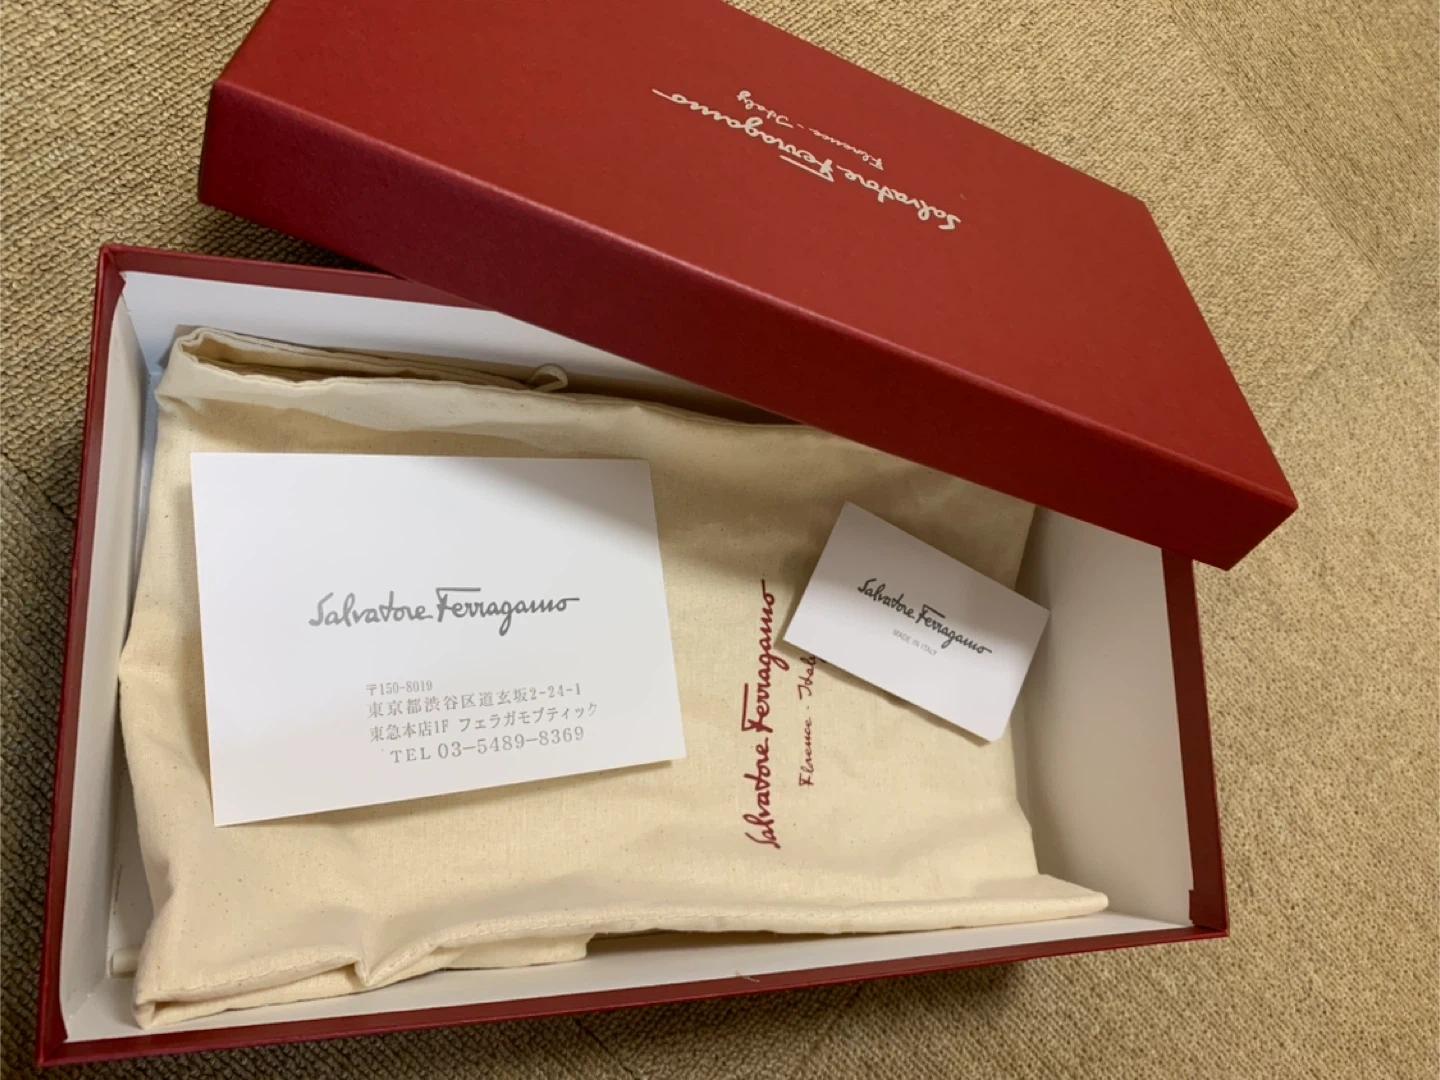 Salvatore Ferragamo
Florence - Italy
Salvatore Ferragamo
〒150-8019
東京都渋谷区道玄坂2-24-1
東急本店1F フェラガモブティック
TEL 03-5489-8369
Salvatore Ferragamo
Florence - Ital
Salvatore Ferragamo
MADE IN ITALY